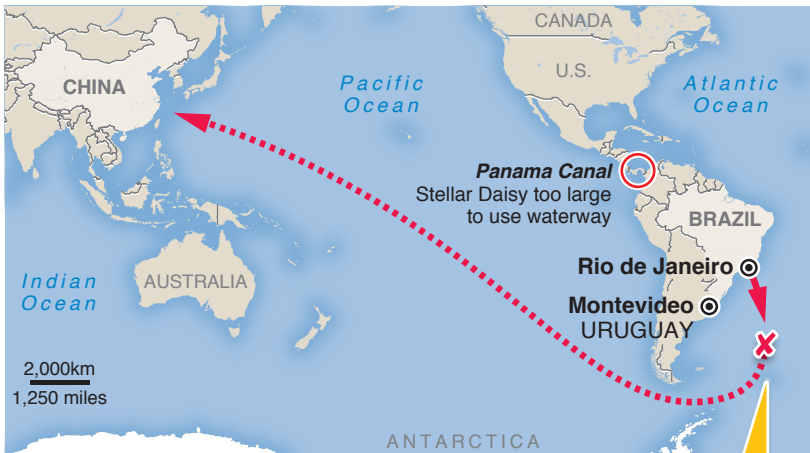 CANADA
U.S.
CHINA
Pacific
Ocean
Atlantic
Ocean
Panama Canal
Stellar Daisy too large
to use waterway
BRAZIL
Rio de Janeiro
Indian
Ocean
AUSTRALIA
Montevideo
URUGUAY
2,000km
1,250 miles
ANTARCTICA